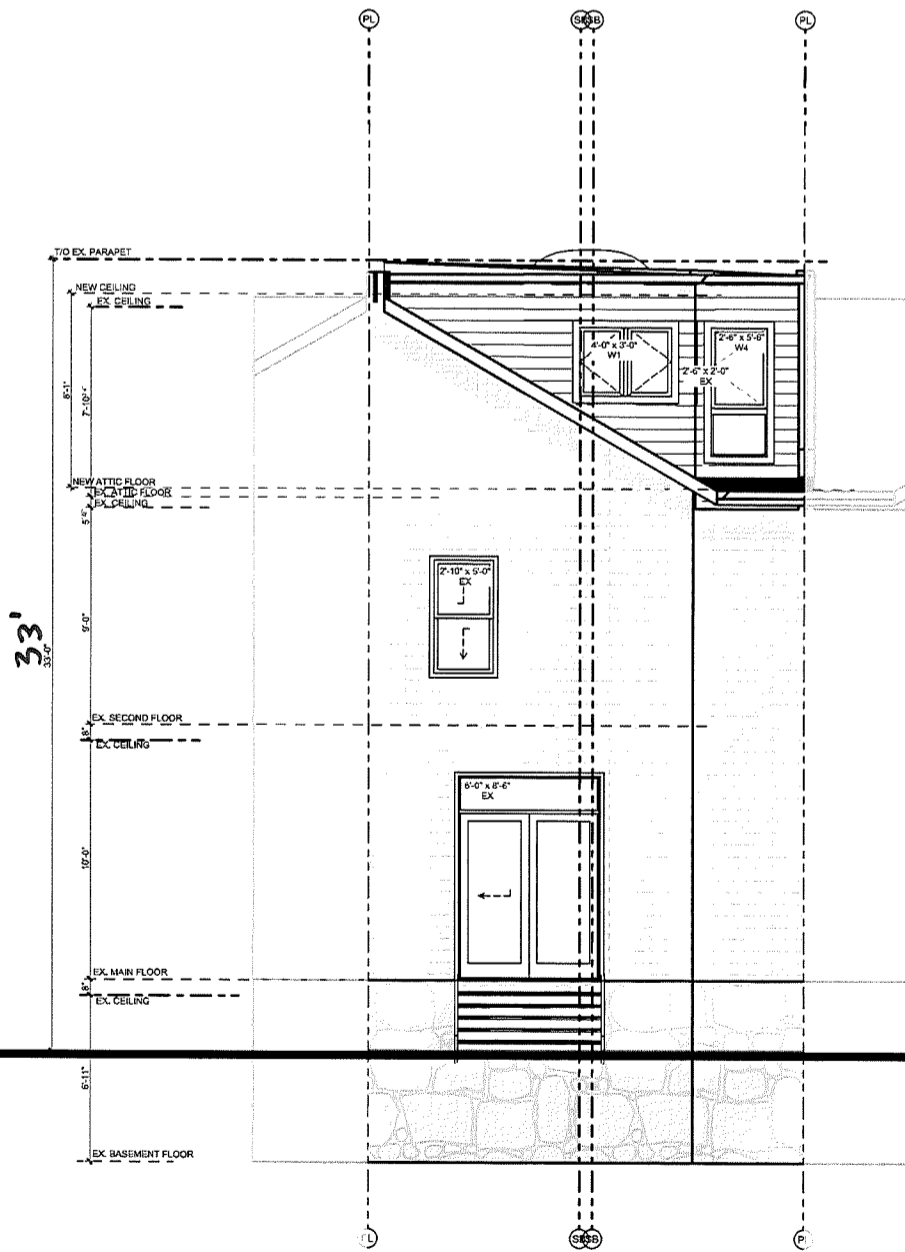 PL
SB
SB
PL
T/O EX. PARAPET
NEW CEILING
EX. CEILING
4'-0" x 3'-0"
W1
2'-6" x 5'-6"
W4
2'-6" x 2'-0"
EX
8'-1"
7'-10
NEW ATTIC FLOOR
EX. ATTIC FLOOR
EX. CEILING
2'-10" x 5'-0"
EX
9'-0"
33'
33'-0"
EX. SECOND FLOOR
8"
EX. CEILING
6'-0" x 8'-6"
EX
10'-0"
EX. MAIN FLOOR
8"
EX. CEILING
6'-11"
EX. BASEMENT FLOOR
PL
SB
SB
PL